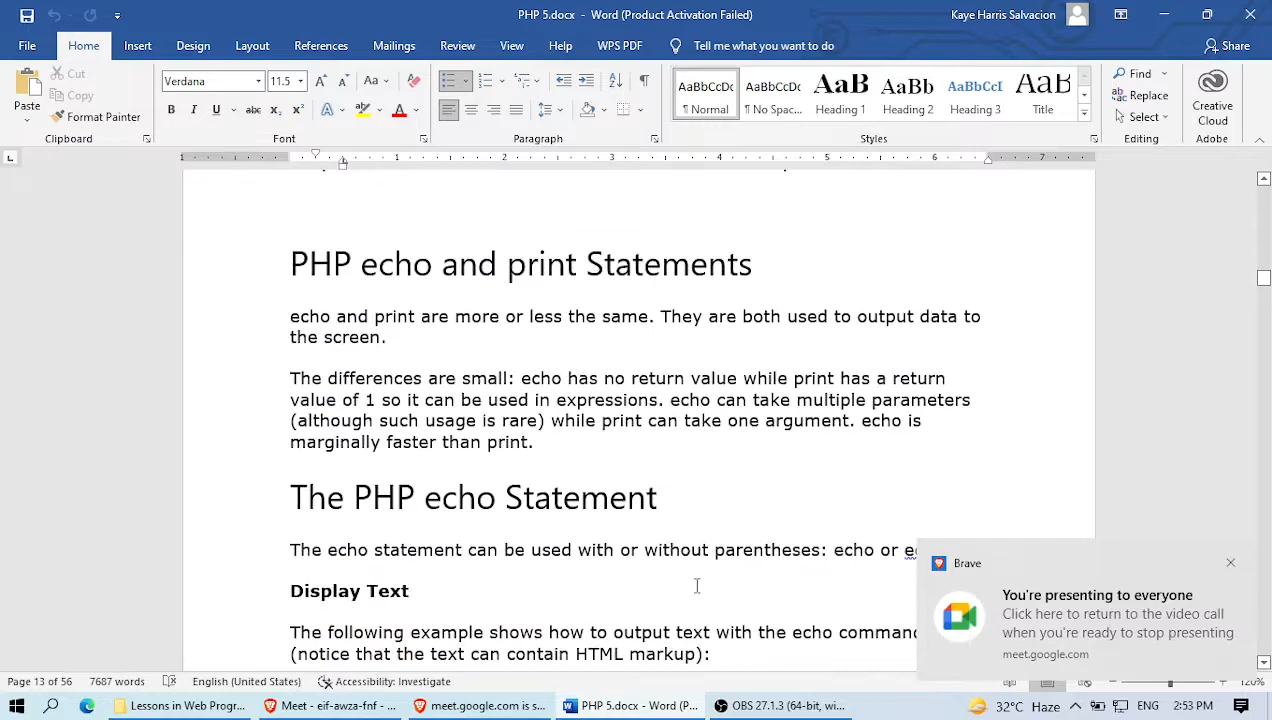 PHP 5.docx - Word (Product Activation Failed)
Kaye Harris Salvacion
File Home Insert Design Layout References Mailings Review View Help WPS PDF Tell me what you want to do Share
Cut
Copy
Paste
Format Painter
Clipboard
Verdana 11.5
Font
Paragraph
AaBbCcDc AaBbCcDc AaB AaBb AaBbCcI AaB
¶ Normal ¶ No Spac... Heading 1 Heading 2 Heading 3 Title
Styles
Find
Replace
Select
Editing
Creative Cloud
Adobe
1 1 2 3 4 5 6 7
PHP echo and print Statements
echo and print are more or less the same. They are both used to output data to
the screen.
The differences are small: echo has no return value while print has a return
value of 1 so it can be used in expressions. echo can take multiple parameters
(although such usage is rare) while print can take one argument. echo is
marginally faster than print.
The PHP echo Statement
The echo statement can be used with or without parentheses: echo or
Display Text
The following example shows how to output text with the echo command
(notice that the text can contain HTML markup):
Brave
You're presenting to everyone
Click here to return to the video call
when you're ready to stop presenting
meet.google.com
Page 13 of 56 7687 words English (United States) Accessibility: Investigate 120%
Lessons in Web Progr... Meet - eif-awza-fnf - ... meet.google.com is s... PHP 5.docx - Word (P... OBS 27.1.3 (64-bit, wi... 32°C Haze ENG 2:53 PM